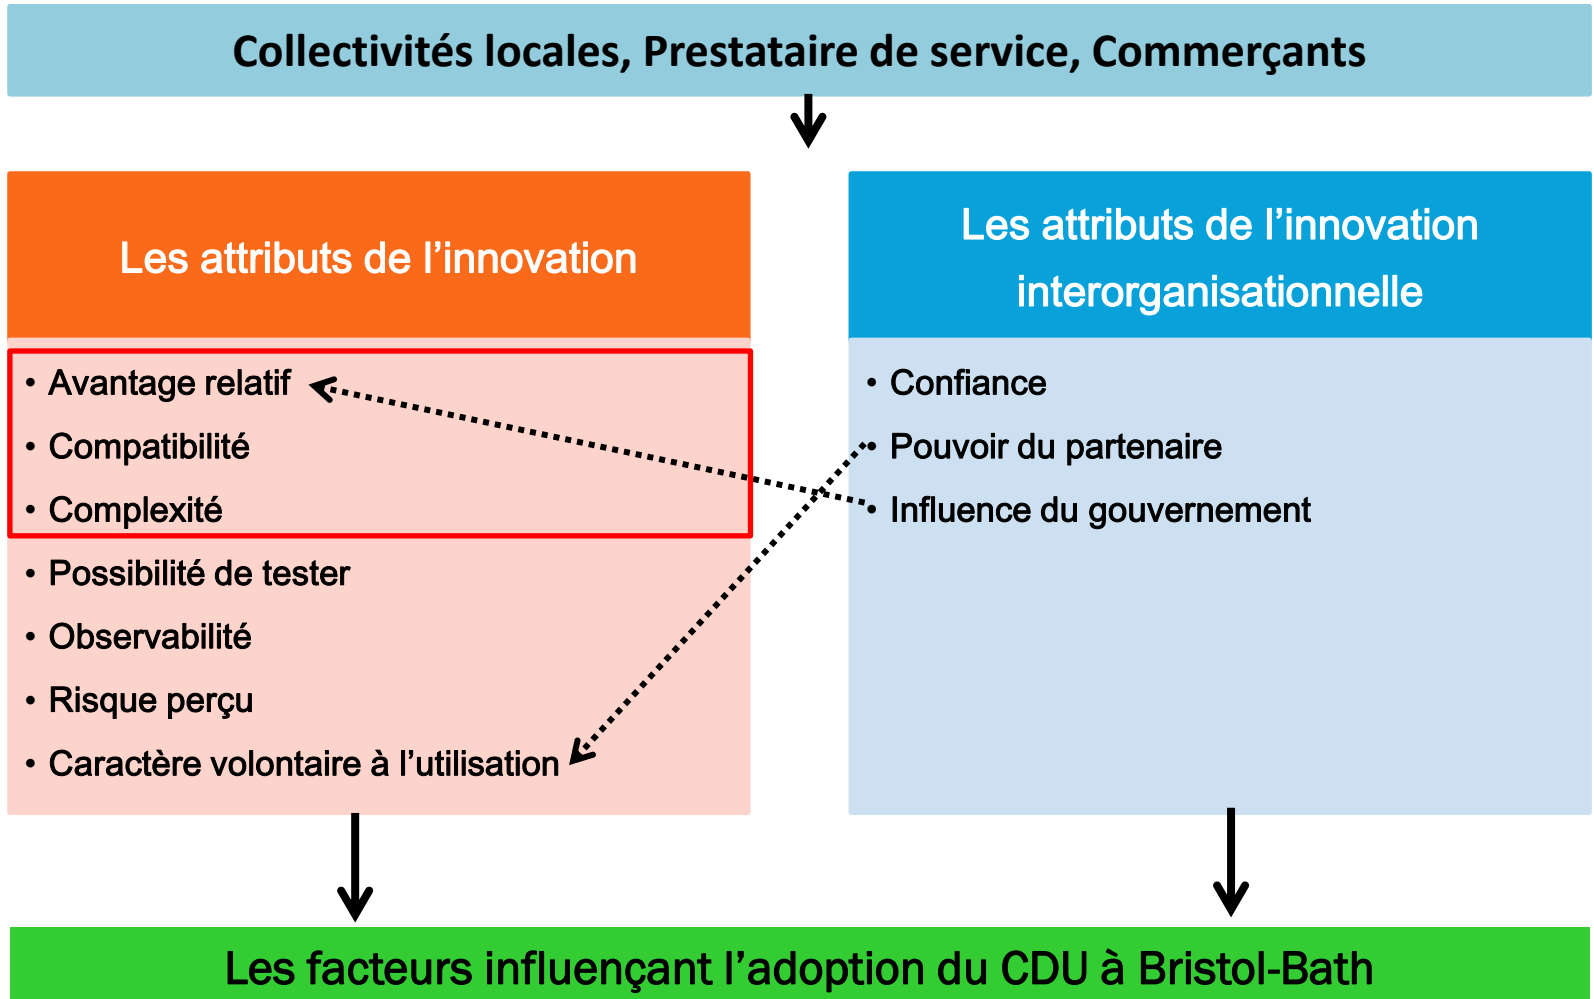 Collectivités locales, Prestataire de service, Commerçants
Les attributs de l’innovation
• Avantage relatif
• Compatibilité
• Complexité
• Possibilité de tester
• Observabilité
• Risque perçu
• Caractère volontaire à l’utilisation
Les attributs de l’innovation
interorganisationnelle
• Confiance
• Pouvoir du partenaire
• Influence du gouvernement
Les facteurs influençant l’adoption du CDU à Bristol-Bath